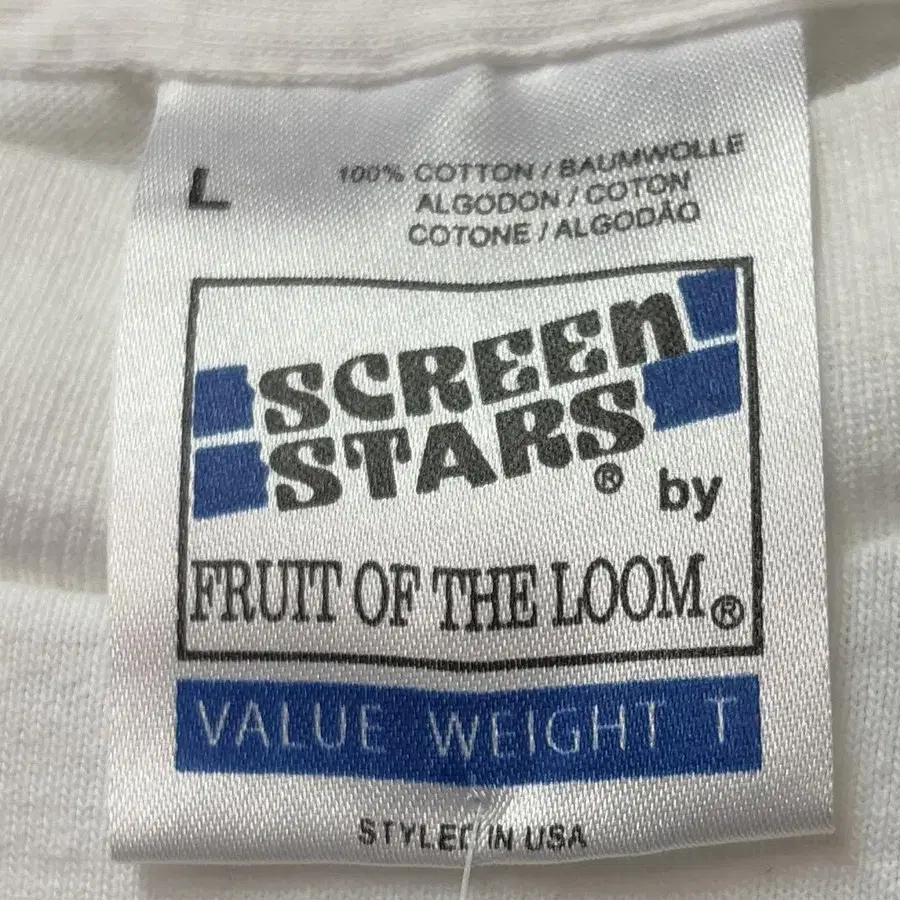 L
100% COTTON / BAUMWOLLE
ALGODON / COTON
COTONE / ALGODÃO
SCREEN
STARS® by
FRUIT OF THE LOOM®
VALUE WEIGHT T
STYLED IN USA